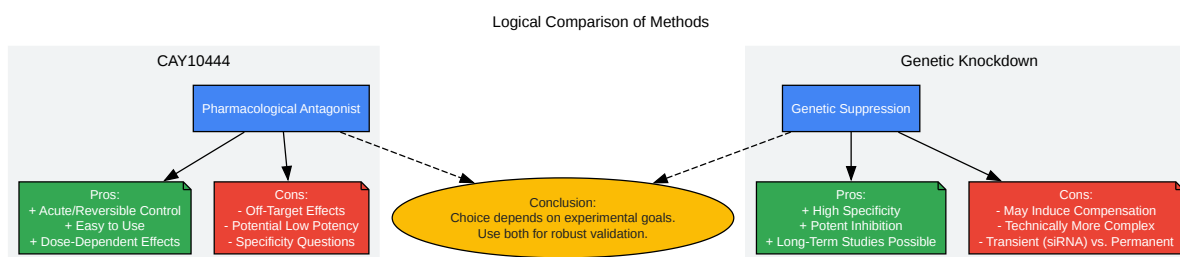 Logical Comparison of Methods
CAY10444
Pharmacological Antagonist
Pros:
+ Acute/Reversible Control
+ Easy to Use
+ Dose-Dependent Effects
Cons:
- Off-Target Effects
- Potential Low Potency
- Specificity Questions
Conclusion:
Choice depends on experimental goals.
Use both for robust validation.
Genetic Knockdown
Genetic Suppression
Pros:
+ High Specificity
+ Potent Inhibition
+ Long-Term Studies Possible
Cons:
- May Induce Compensation
- Technically More Complex
- Transient (siRNA) vs. Permanent